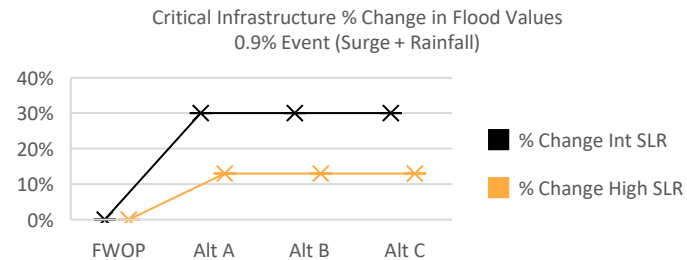 Critical Infrastructure % Change in Flood Values
0.9% Event (Surge + Rainfall)
40%
30%
20%
10%
0%
FWOP Alt A Alt B Alt C
% Change Int SLR
% Change High SLR